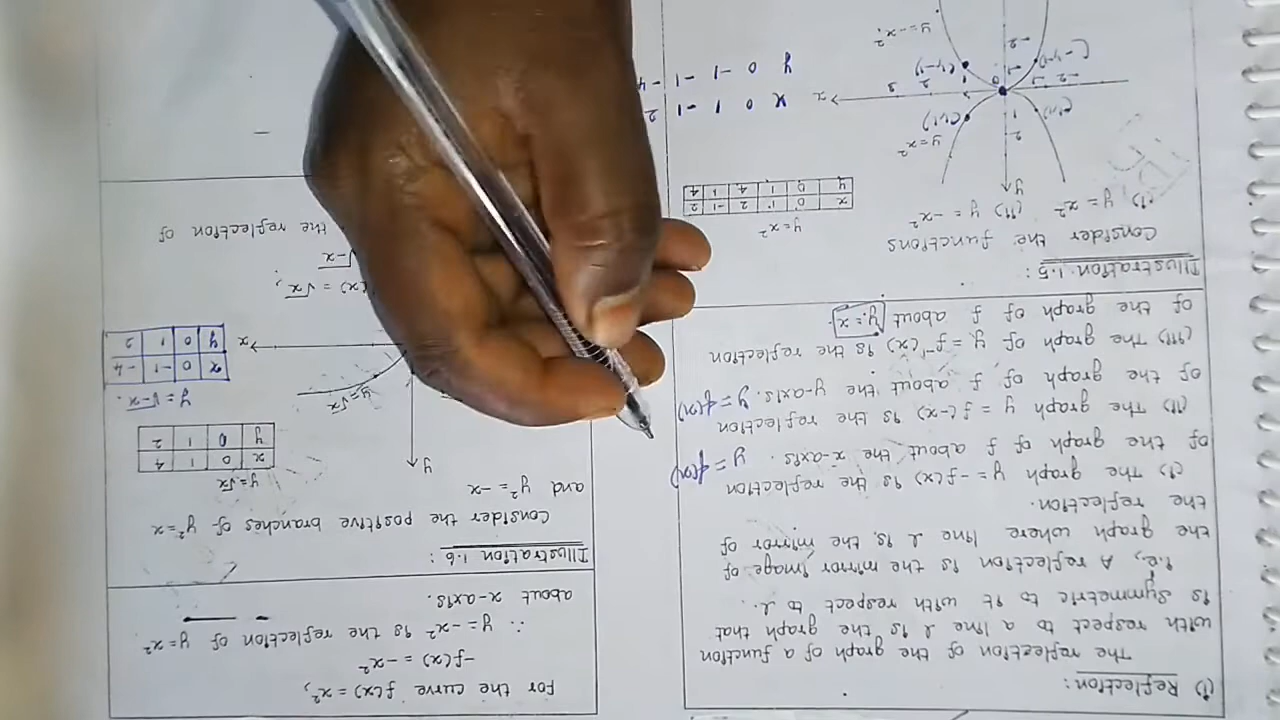 (i) Reflection:
The reflection of the graph of a function
with respect to a line l is the graph that
is symmetric to it with respect to l.
i.e, A reflection is the mirror image of
the graph where line l is the mirror of
the reflection.
(i) The graph y = -f(x) is the reflection
of the graph of f about the x-axis. y = f(x)
(ii) The graph y = f(-x) is the reflection
of the graph of f about the y-axis. y = f(x)
(iii) The graph of y = f⁻¹(x) is the reflection
of the graph of f about y = x.
Illustration 1.5:
Consider the functions
(i) y = x² (ii) y = -x²
y = x²
x 0 1 2 -1 2
y 0 1 4 1 4
y
y = x²
(1,1)
x
y = -x²
x 0 1 -1 2
y 0 -1 -1 -4
For the curve f(x) = x²,
-f(x) = -x²
∴ y = -x² is the reflection of y = x²
about x-axis.
Illustration 1.6:
Consider the positive branches of y² = x
and y² = -x
y = √x
x 0 1 4
y 0 1 2
y = √-x
x 0 -1 -4
y 0 1 2
y
y = √x
x
(x) = √x,
√-x
the reflection of